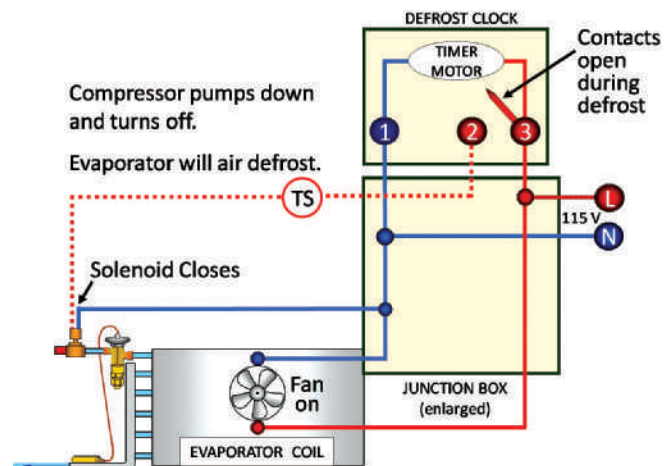 DEFROST CLOCK
TIMER
MOTOR
Contacts
open
during
defrost
Compressor pumps down
and turns off.
1
2
3
Evaporator will air defrost.
TS
L
115 V
N
Solenoid Closes
Fan
on
JUNCTION BOX
(enlarged)
EVAPORATOR COIL